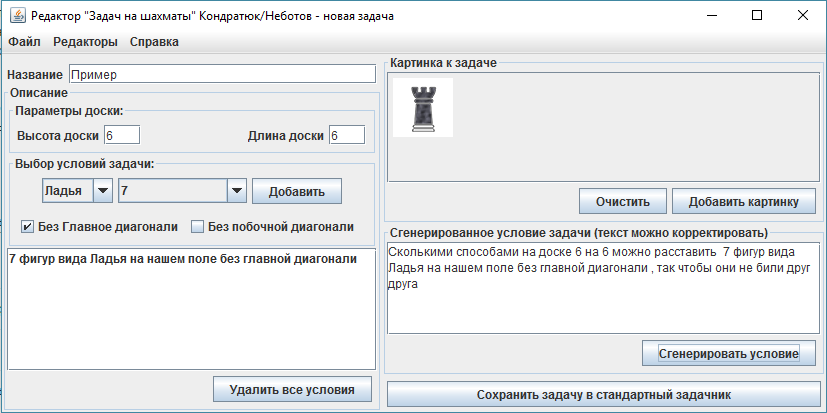 Редактор "Задач на шахматы" Кондратюк/Неботов - новая задача
Файл Редакторы Справка
Название Пример
Описание
Параметры доски:
Высота доски 6 Длина доски 6
Выбор условий задачи:
Ладья 7 Добавить
Без Главное диагонали Без побочной диагонали
7 фигур вида Ладья на нашем поле без главной диагонали
Удалить все условия
Картинка к задаче
Очистить Добавить картинку
Сгенерированное условие задачи (текст можно корректировать)
Сколькими способами на доске 6 на 6 можно расставить 7 фигур вида
Ладья на нашем поле без главной диагонали , так чтобы они не били друг
друга
Сгенерировать условие
Сохранить задачу в стандартный задачник